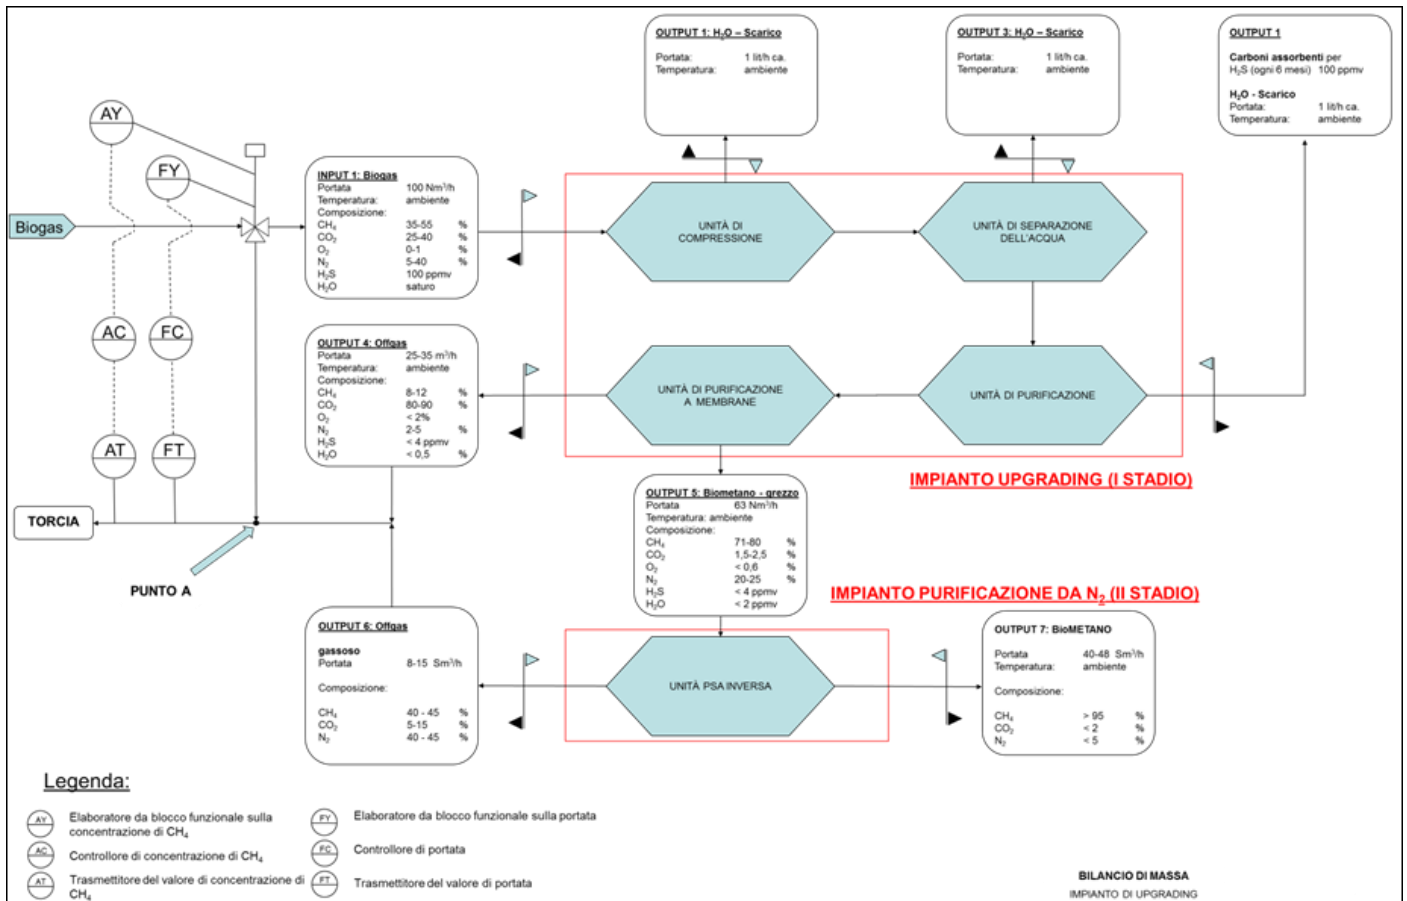 OUTPUT 1: H₂O – Scarico
Portata: 1 lit/h ca.
Temperatura: ambiente
OUTPUT 3: H₂O – Scarico
Portata: 1 lit/h ca.
Temperatura: ambiente
OUTPUT 1
Carboni assorbenti per
H₂S (ogni 6 mesi) 100 ppmv
H₂O - Scarico
Portata: 1 lit/h ca.
Temperatura: ambiente
AY
FY
Biogas
INPUT 1: Biogas
Portata 100 Nm³/h
Temperatura: ambiente
Composizione:
CH₄ 35-55 %
CO₂ 25-40 %
O₂ 0-1 %
N₂ 5-40 %
H₂S 100 ppmv
H₂O saturo
UNITÀ DI
COMPRESSIONE
UNITÀ DI SEPARAZIONE
DELL'ACQUA
AC
FC
OUTPUT 4: Offgas
Portata 25-35 m³/h
Temperatura: ambiente
Composizione:
CH₄ 8-12 %
CO₂ 80-90 %
O₂ < 2%
N₂ 2-5 %
H₂S < 4 ppmv
H₂O < 0,5 %
UNITÀ DI PURIFICAZIONE
A MEMBRANE
UNITÀ DI PURIFICAZIONE
AT
FT
IMPIANTO UPGRADING (I STADIO)
TORCIA
PUNTO A
OUTPUT 5: Biometano - grezzo
Portata 63 Nm³/h
Temperatura: ambiente
Composizione:
CH₄ 71-80 %
CO₂ 1,5-2,5 %
O₂ < 0,6 %
N₂ 20-25 %
H₂S < 4 ppmv
H₂O < 2 ppmv
IMPIANTO PURIFICAZIONE DA N₂ (II STADIO)
OUTPUT 6: Offgas
gassoso
Portata 8-15 Sm³/h
Composizione:
CH₄ 40 - 45 %
CO₂ 5-15 %
N₂ 40 - 45 %
UNITÀ PSA INVERSA
OUTPUT 7: BioMETANO
Portata 40-48 Sm³/h
Temperatura: ambiente
Composizione:
CH₄ > 95 %
CO₂ < 2 %
N₂ < 5 %
Legenda:
AY Elaboratore da blocco funzionale sulla
concentrazione di CH₄
AC Controllore di concentrazione di CH₄
AT Trasmettitore del valore di concentrazione di
CH₄
FY Elaboratore da blocco funzionale sulla portata
FC Controllore di portata
FT Trasmettitore del valore di portata
BILANCIO DI MASSA
IMPIANTO DI UPGRADING